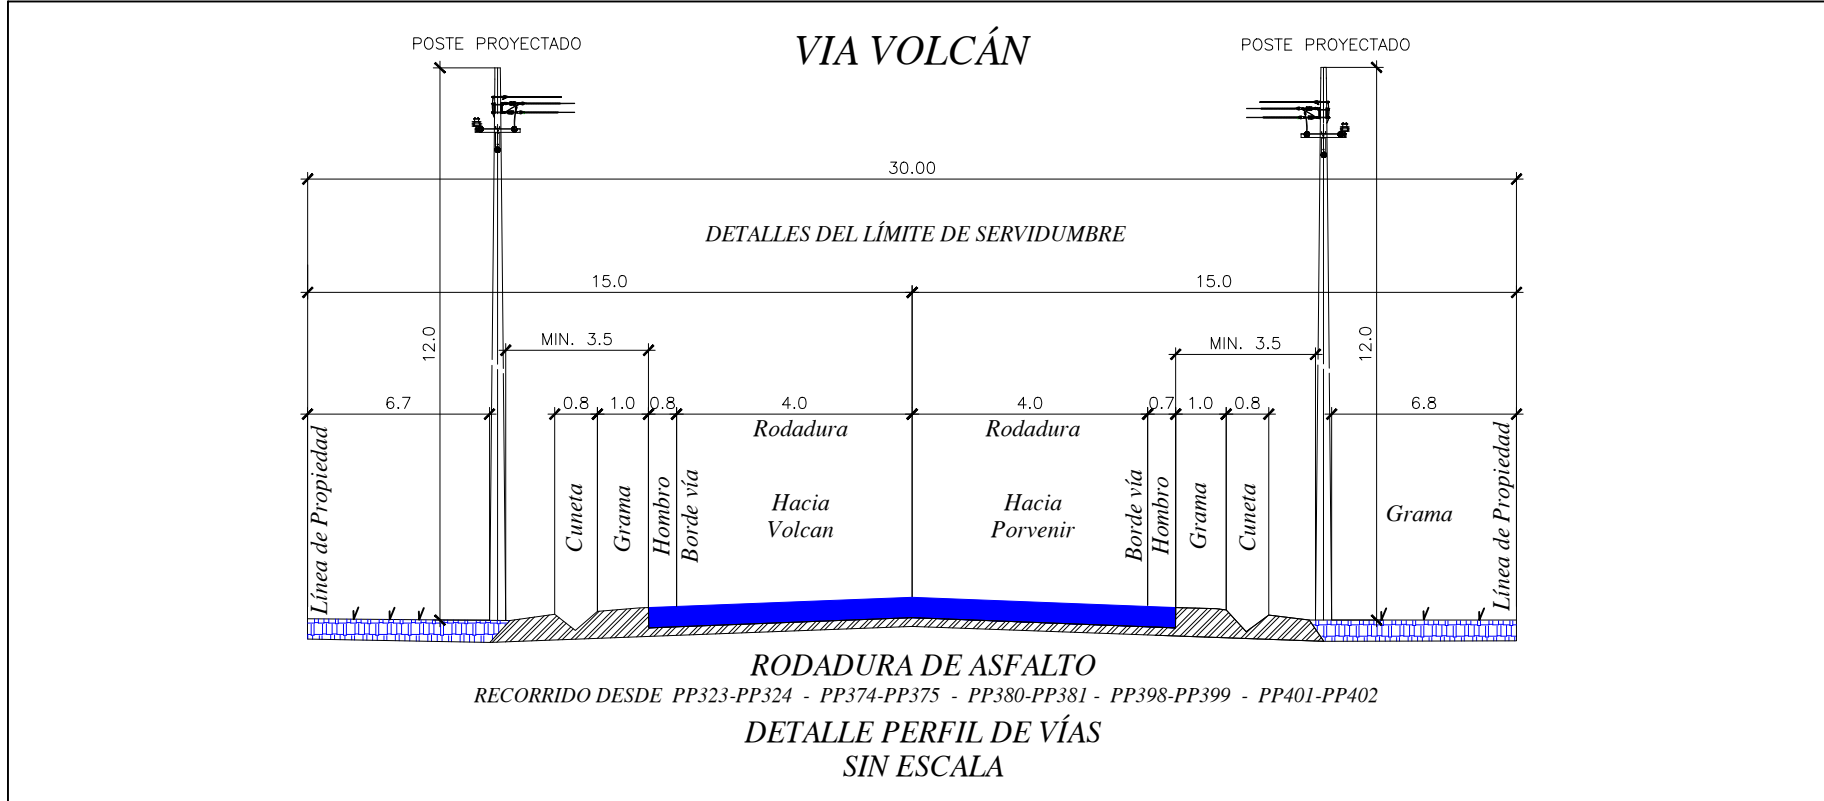 POSTE PROYECTADO
VIA VOLCÁN
POSTE PROYECTADO
30.00
DETALLES DEL LÍMITE DE SERVIDUMBRE
15.0
15.0
12.0
MIN. 3.5
MIN. 3.5
12.0
6.7
0.8
1.0
0.8
4.0
4.0
0.7
1.0
0.8
6.8
Rodadura
Rodadura
Línea de Propiedad
Cuneta
Grama
Hombro
Borde vía
Hacia
Volcan
Hacia
Porvenir
Borde vía
Hombro
Grama
Cuneta
Grama
Línea de Propiedad
RODADURA DE ASFALTO
RECORRIDO DESDE PP323-PP324 - PP374-PP375 - PP380-PP381 - PP398-PP399 - PP401-PP402
DETALLE PERFIL DE VÍAS
SIN ESCALA